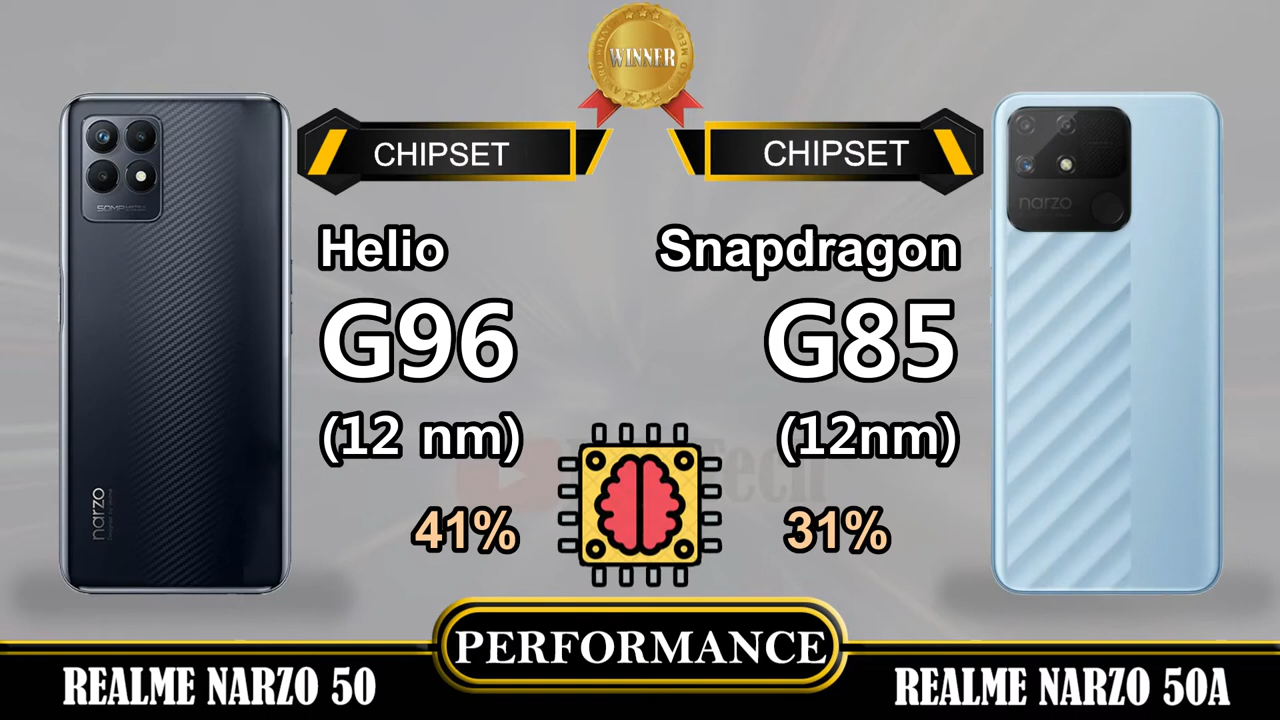 WINNER
CHIPSET
CHIPSET
Helio
G96
(12 nm)
41%
Snapdragon
G85
(12nm)
31%
narzo
narzo
Tech
PERFORMANCE
REALME NARZO 50
REALME NARZO 50A